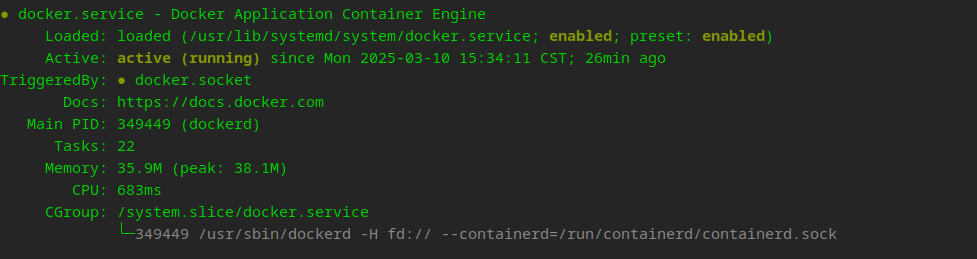 ● docker.service - Docker Application Container Engine
Loaded: loaded (/usr/lib/systemd/system/docker.service; enabled; preset: enabled)
Active: active (running) since Mon 2025-03-10 15:34:11 CST; 26min ago
TriggeredBy: ● docker.socket
Docs: https://docs.docker.com
Main PID: 349449 (dockerd)
Tasks: 22
Memory: 35.9M (peak: 38.1M)
CPU: 683ms
CGroup: /system.slice/docker.service
└─349449 /usr/sbin/dockerd -H fd:// --containerd=/run/containerd/containerd.sock